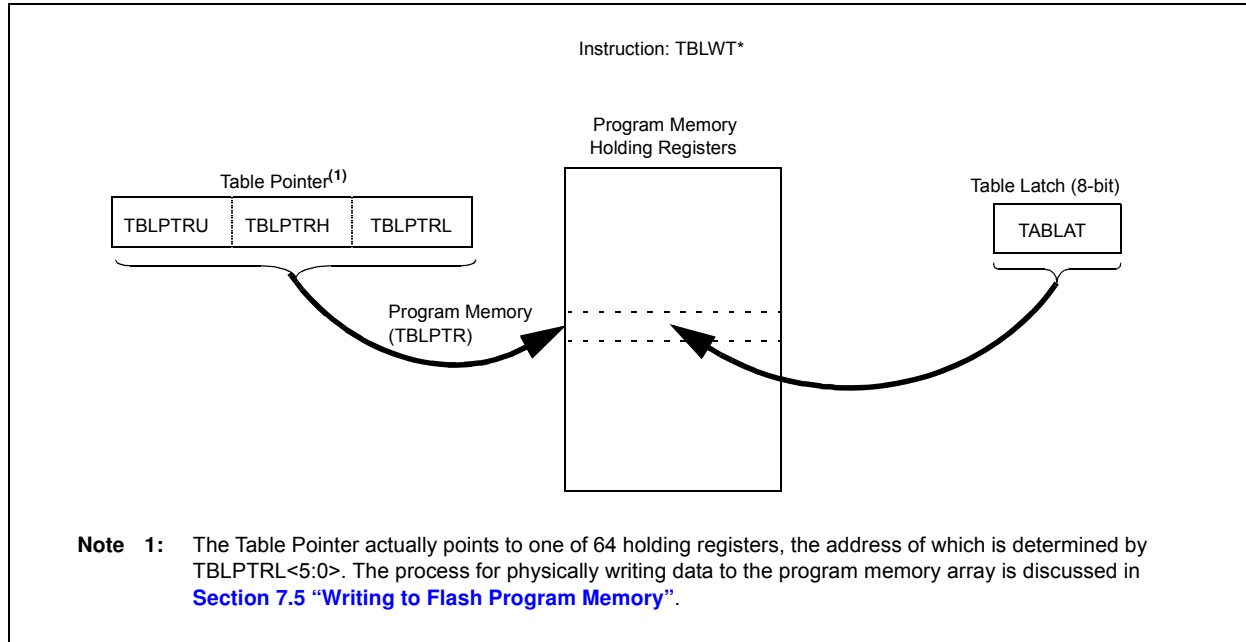 Instruction: TBLWT*
Program Memory
Holding Registers
Table Pointer(1)
TBLPTRU TBLPTRH TBLPTRL
Table Latch (8-bit)
TABLAT
Program Memory
(TBLPTR)
Note 1: The Table Pointer actually points to one of 64 holding registers, the address of which is determined by
TBLPTRL<5:0>. The process for physically writing data to the program memory array is discussed in
Section 7.5 “Writing to Flash Program Memory”.